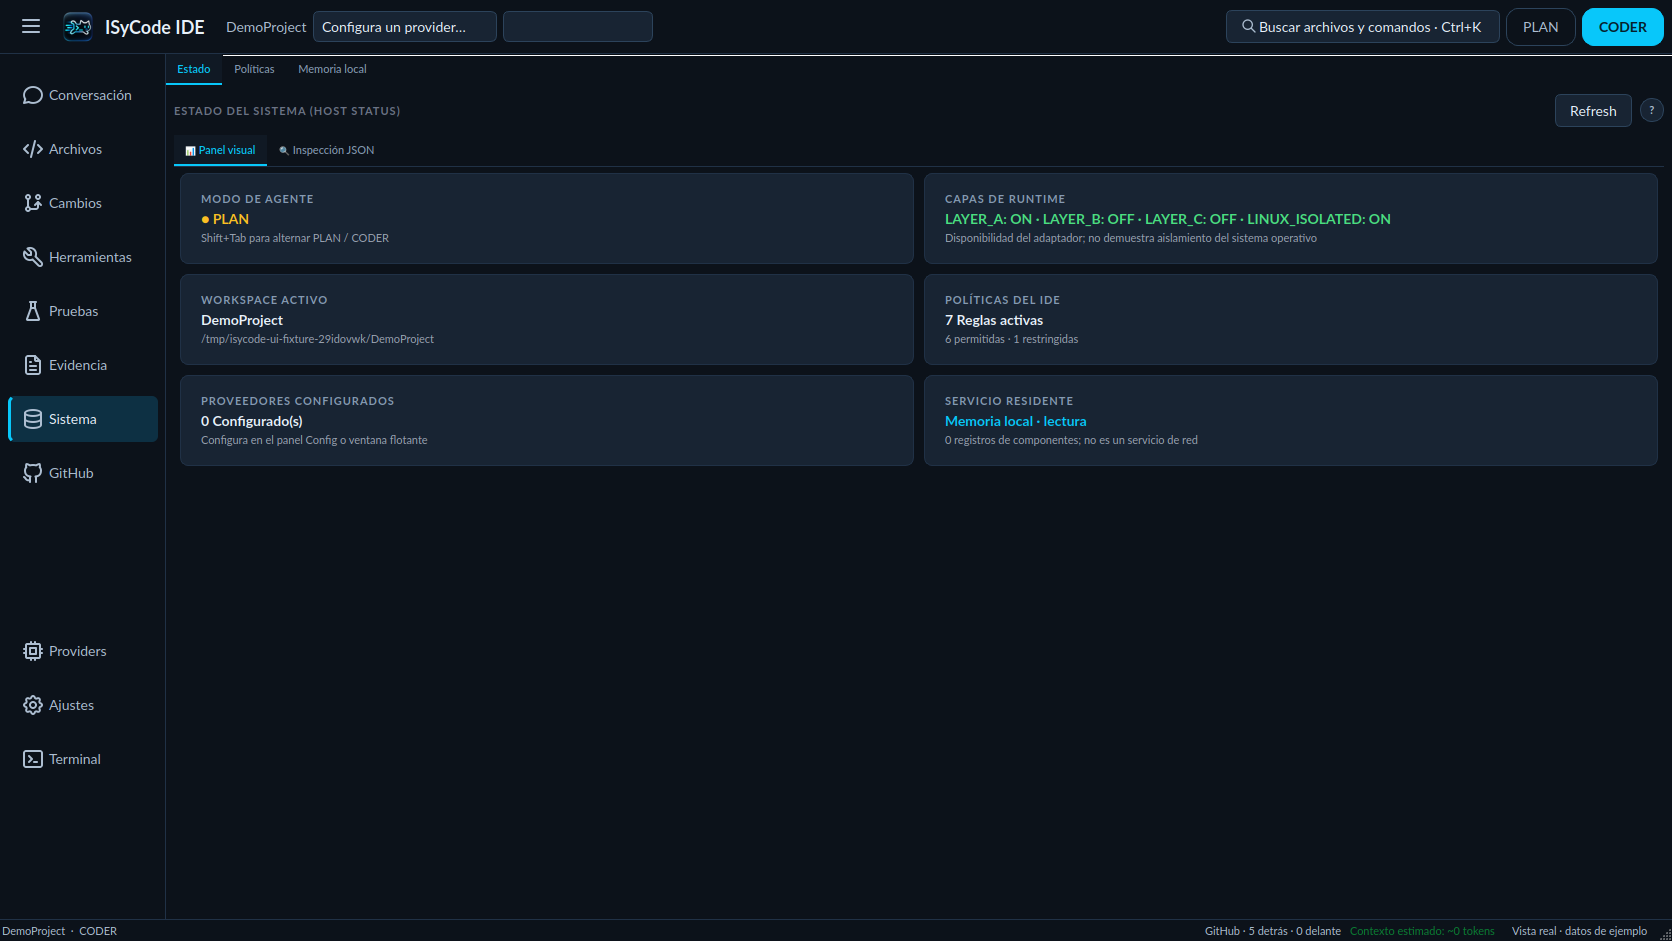 ISyCode IDE
DemoProject
Configura un provider...
Buscar archivos y comandos · Ctrl+K
PLAN
CODER
Conversación
Archivos
Cambios
Herramientas
Pruebas
Evidencia
Sistema
GitHub
Providers
Ajustes
Terminal
Estado
Políticas
Memoria local
ESTADO DEL SISTEMA (HOST STATUS)
Refresh
?
Panel visual
Inspección JSON
MODO DE AGENTE
● PLAN
Shift+Tab para alternar PLAN / CODER
CAPAS DE RUNTIME
LAYER_A: ON · LAYER_B: OFF · LAYER_C: OFF · LINUX_ISOLATED: ON
Disponibilidad del adaptador; no demuestra aislamiento del sistema operativo
WORKSPACE ACTIVO
DemoProject
/tmp/isycode-ui-fixture-29idovwk/DemoProject
POLÍTICAS DEL IDE
7 Reglas activas
6 permitidas · 1 restringidas
PROVEEDORES CONFIGURADOS
0 Configurado(s)
Configura en el panel Config o ventana flotante
SERVICIO RESIDENTE
Memoria local · lectura
0 registros de componentes; no es un servicio de red
DemoProject · CODER
GitHub · 5 detrás · 0 delante
Contexto estimado: ~0 tokens
Vista real · datos de ejemplo